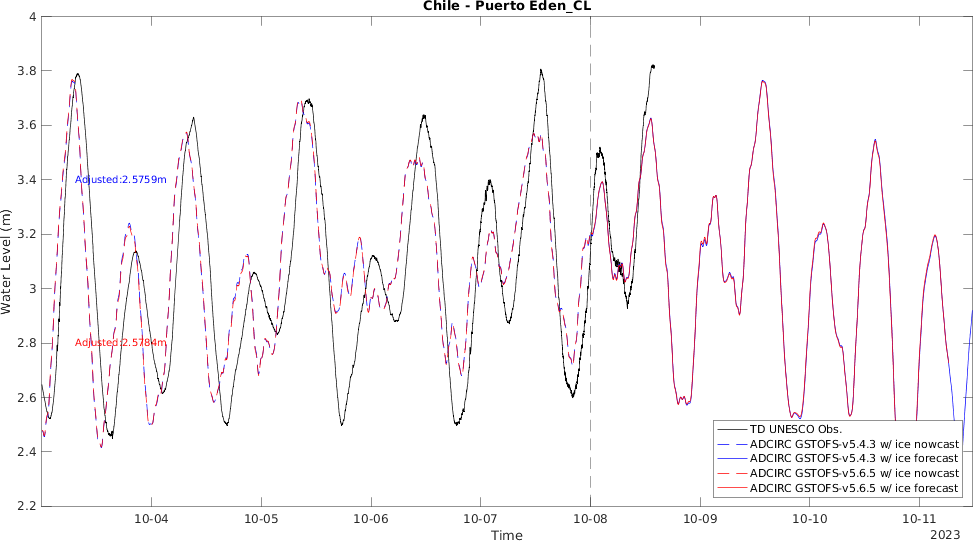 Chile - Puerto Eden_CL
4
3.8
3.6
3.4
3.2
3
2.8
2.6
2.4
2.2
Water Level (m)
Adjusted:2.5759m
Adjusted:2.5784m
TD UNESCO Obs.
ADCIRC GSTOFS-v5.4.3 w/ ice nowcast
ADCIRC GSTOFS-v5.4.3 w/ ice forecast
ADCIRC GSTOFS-v5.6.5 w/ ice nowcast
ADCIRC GSTOFS-v5.6.5 w/ ice forecast
10-04 10-05 10-06 10-07 10-08 10-09 10-10 10-11
Time
2023